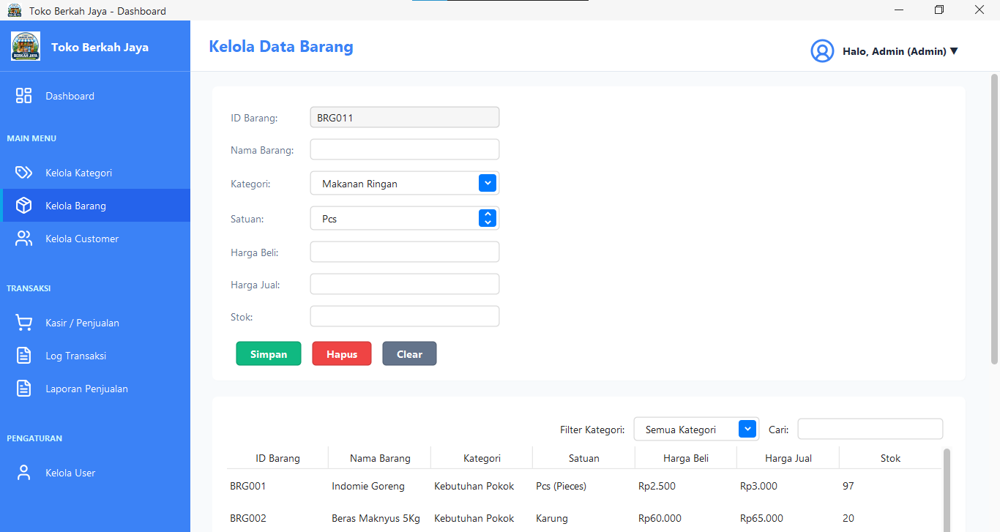 Toko Berkah Jaya - Dashboard
BERKAH JAYA
Toko Berkah Jaya
Kelola Data Barang
Halo, Admin (Admin) ▼
Dashboard
MAIN MENU
Kelola Kategori
Kelola Barang
Kelola Customer
TRANSAKSI
Kasir / Penjualan
Log Transaksi
Laporan Penjualan
PENGATURAN
Kelola User
ID Barang: BRG011
Nama Barang:
Kategori: Makanan Ringan
Satuan: Pcs
Harga Beli:
Harga Jual:
Stok:
Simpan Hapus Clear
Filter Kategori: Semua Kategori Cari:
ID Barang Nama Barang Kategori Satuan Harga Beli Harga Jual Stok
BRG001 Indomie Goreng Kebutuhan Pokok Pcs (Pieces) Rp2.500 Rp3.000 97
BRG002 Beras Maknyus 5Kg Kebutuhan Pokok Karung Rp60.000 Rp65.000 20